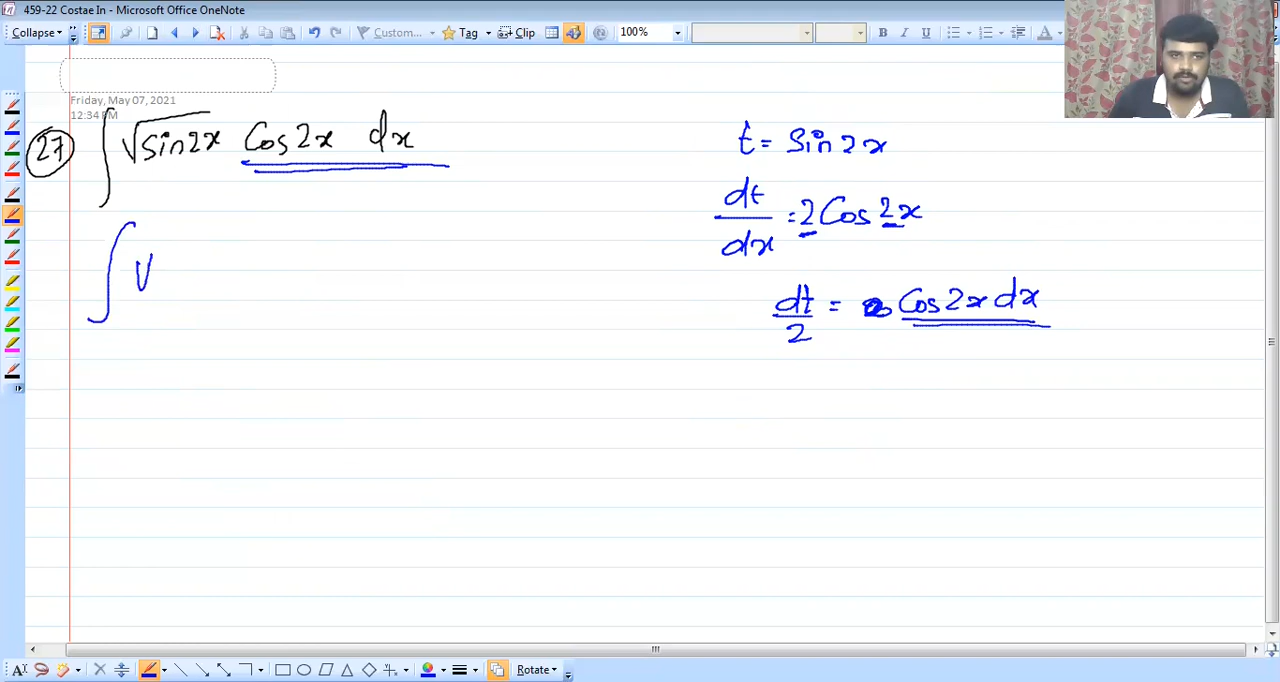 459-22 Costae In - Microsoft Office OneNote
Collapse Custom... Tag Clip 100% B I U A
Friday, May 07, 2021
12:34 PM
27 ∫ √sin2x Cos2x dx
∫ √
t = Sin2x
dt/dx = 2Cos2x
dt/2 = Cos2x dx
A Rotate